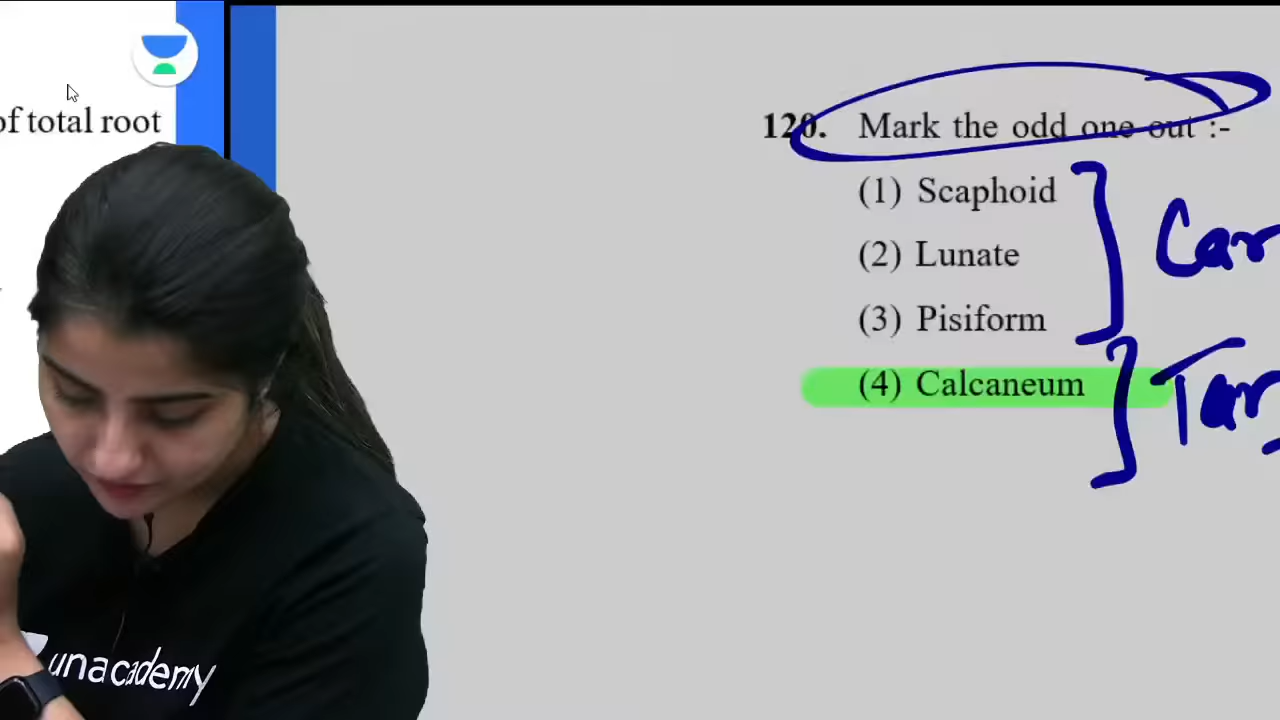 of total root
120. Mark the odd one out :-
(1) Scaphoid
(2) Lunate
(3) Pisiform
Car
(4) Calcaneum
Tar
unacademy